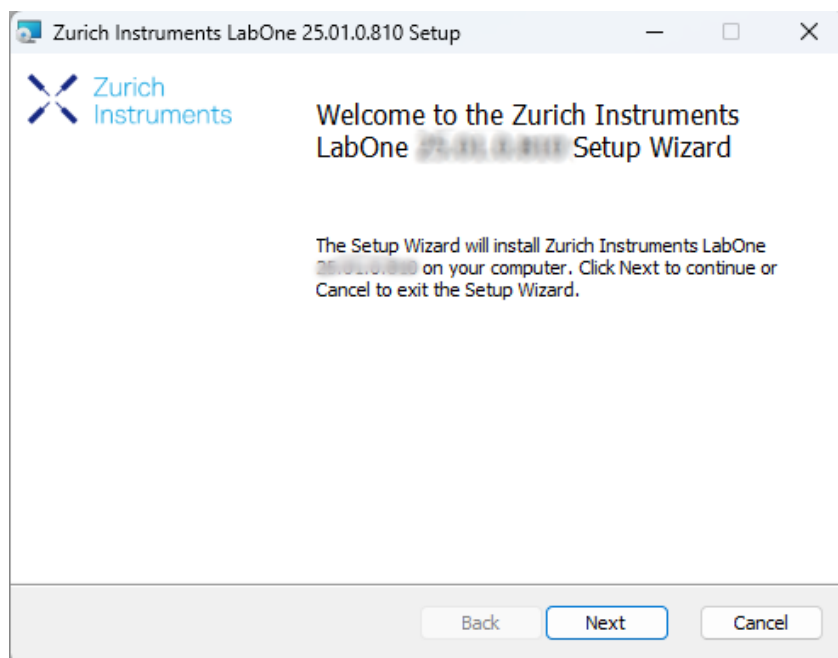 Zurich Instruments LabOne 25.01.0.810 Setup
Zurich
Instruments
Welcome to the Zurich Instruments
LabOne Setup Wizard
The Setup Wizard will install Zurich Instruments LabOne
on your computer. Click Next to continue or
Cancel to exit the Setup Wizard.
Back
Next
Cancel